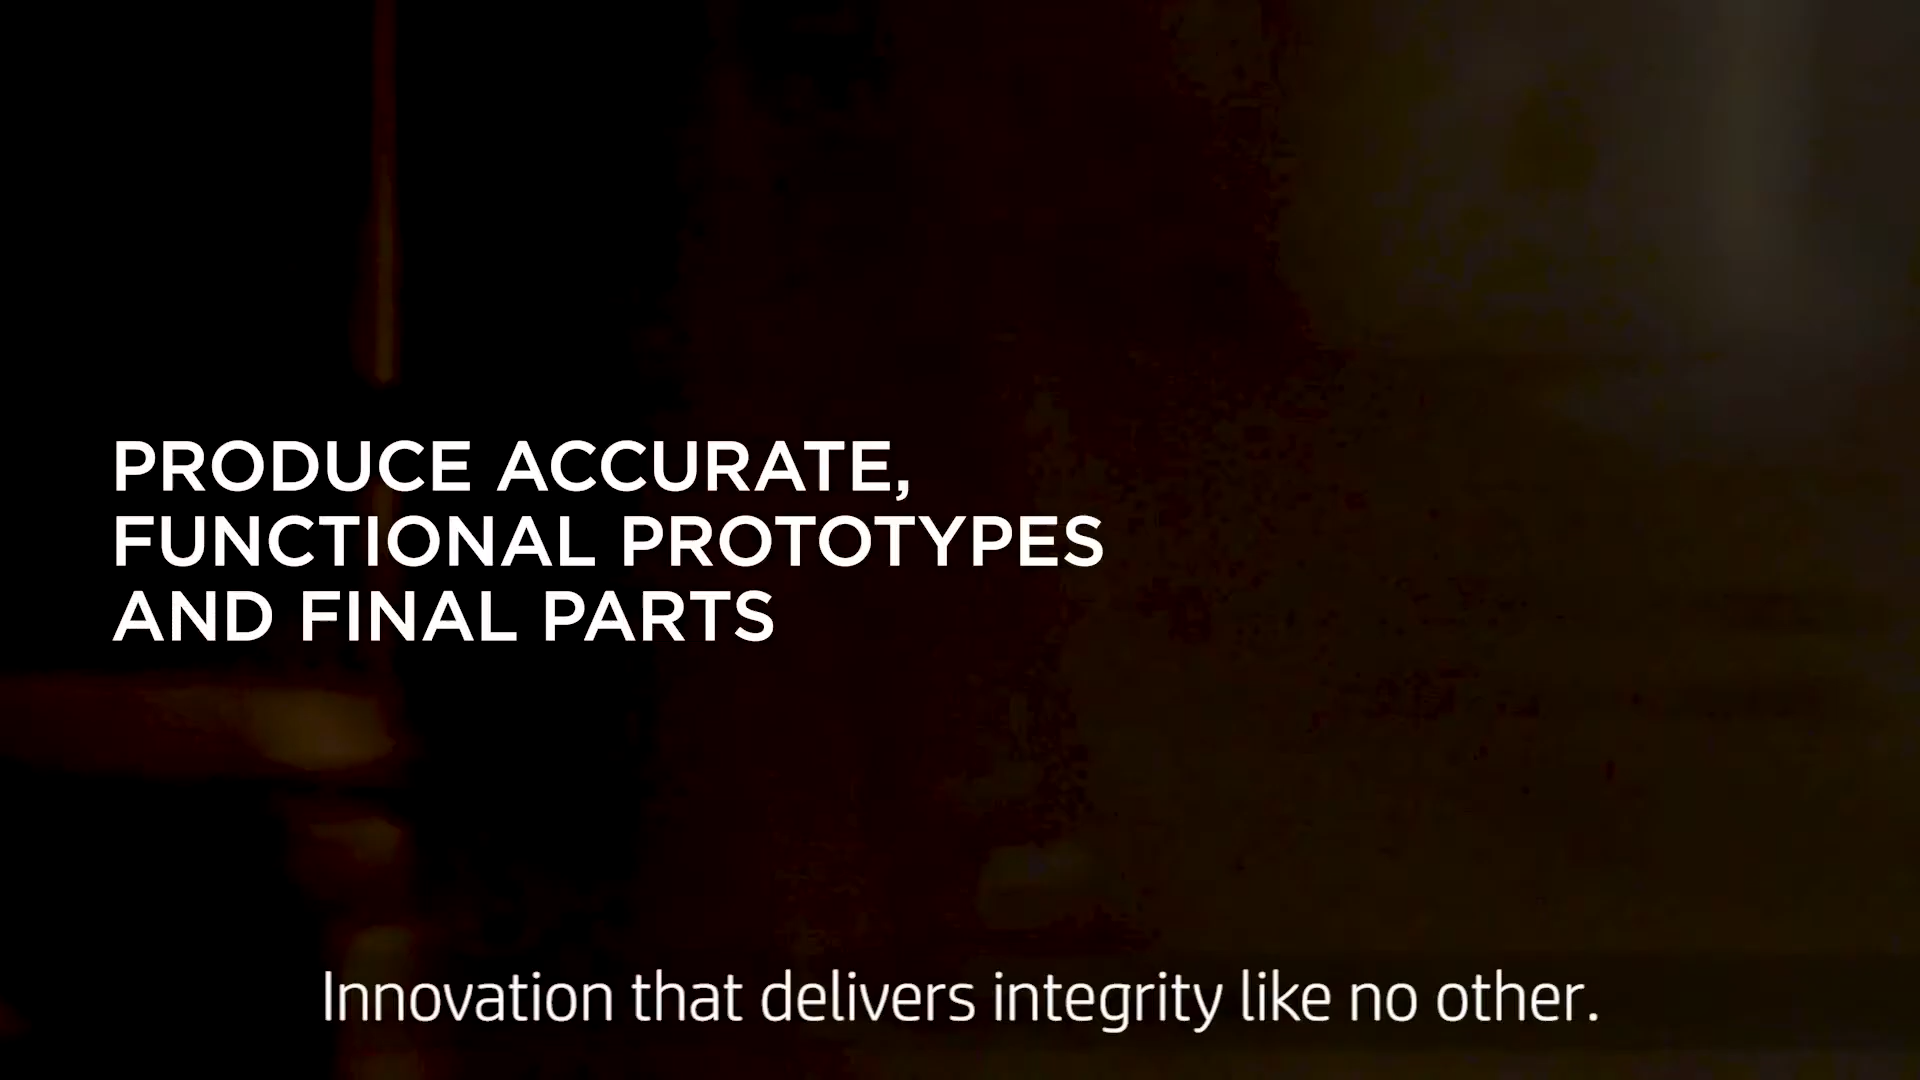 PRODUCE ACCURATE,
FUNCTIONAL PROTOTYPES
AND FINAL PARTS
Innovation that delivers integrity like no other.